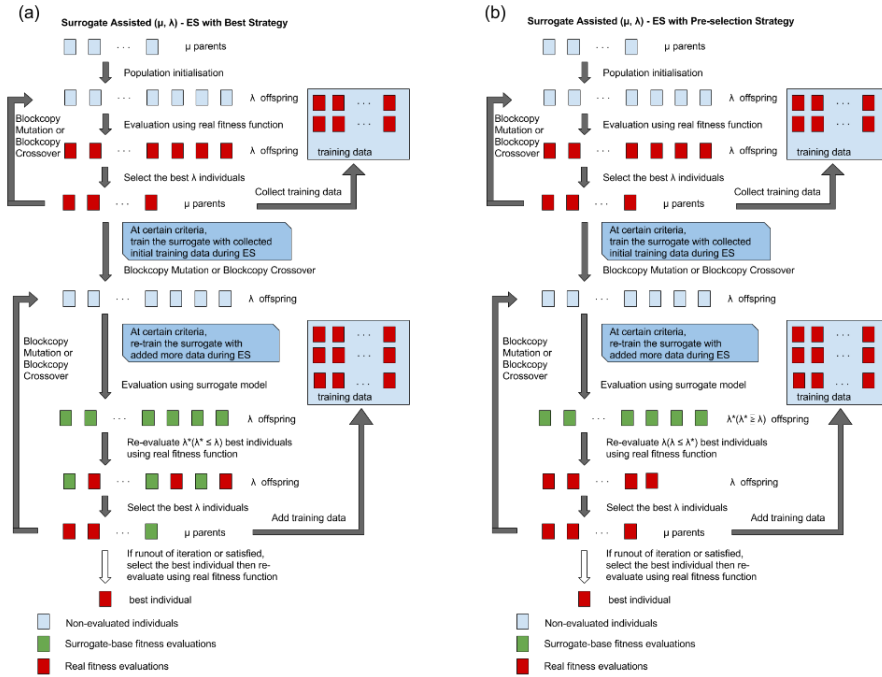 (a)
Surrogate Assisted (μ, λ) - ES with Best Strategy
μ parents
Population initialisation
λ offspring
Blockcopy
Mutation or
Blockcopy
Crossover
Evaluation using real fitness function
λ offspring
training data
Select the best λ individuals
Collect training data
μ parents
At certain criteria,
train the surrogate with collected
initial training data during ES
Blockcopy Mutation or Blockcopy Crossover
λ offspring
Blockcopy
Mutation or
Blockcopy
Crossover
At certain criteria,
re-train the surrogate with
added more data during ES
training data
Evaluation using surrogate model
λ offspring
Re-evaluate λ*(λ* ≤ λ) best individuals
using real fitness function
λ offspring
Select the best λ individuals
Add training data
μ parents
If runout of iteration or satisfied,
select the best individual then re-
evaluate using real fitness function
best individual
Non-evaluated individuals
Surrogate-base fitness evaluations
Real fitness evaluations
(b)
Surrogate Assisted (μ, λ) - ES with Pre-selection Strategy
μ parents
Population initialisation
λ offspring
Blockcopy
Mutation or
Blockcopy
Crossover
Evaluation using real fitness function
λ offspring
training data
Select the best λ individuals
Collect training data
μ parents
At certain criteria,
train the surrogate with collected
initial training data during ES
Blockcopy Mutation or Blockcopy Crossover
λ offspring
Blockcopy
Mutation or
Blockcopy
Crossover
At certain criteria,
re-train the surrogate with
added more data during ES
training data
Evaluation using surrogate model
λ*(λ* ≥ λ) offspring
Re-evaluate λ(λ ≤ λ*) best individuals
using real fitness function
λ offspring
Select the best λ individuals
Add training data
μ parents
If runout of iteration or satisfied,
select the best individual then re-
evaluate using real fitness function
best individual
Non-evaluated individuals
Surrogate-base fitness evaluations
Real fitness evaluations